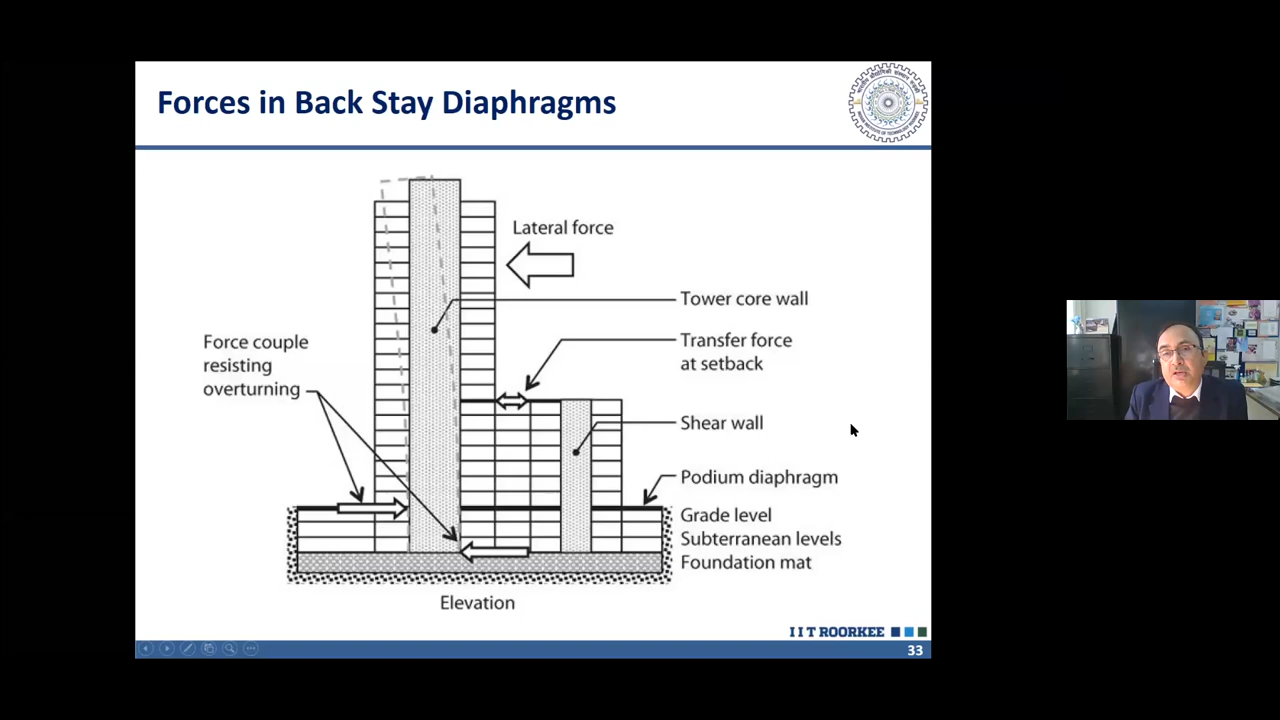 Forces in Back Stay Diaphragms
Lateral force
Tower core wall
Force couple
resisting
overturning
Transfer force
at setback
Shear wall
Podium diaphragm
Grade level
Subterranean levels
Foundation mat
Elevation
IIT ROORKEE
33